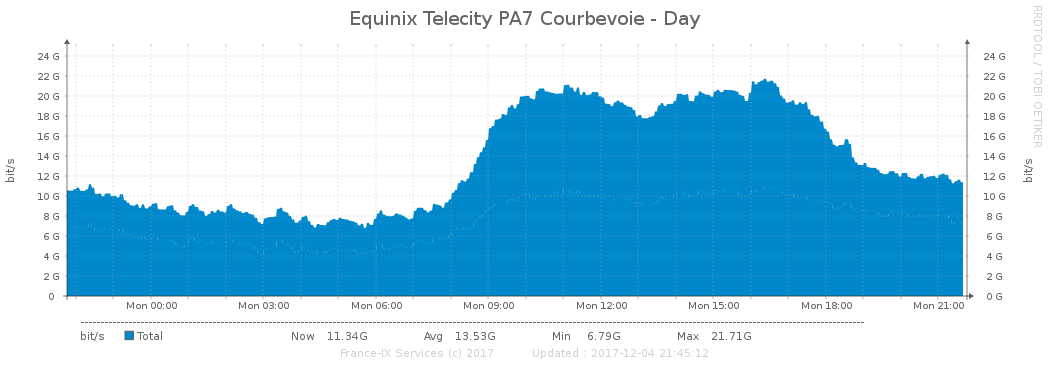 Equinix Telecity PA7 Courbevoie - Day
RRDTOOL / TOBI OETIKER
bit/s
bit/s
24 G 24 G
22 G 22 G
20 G 20 G
18 G 18 G
16 G 16 G
14 G 14 G
12 G 12 G
10 G 10 G
8 G 8 G
6 G 6 G
4 G 4 G
2 G 2 G
0 0 G
Mon 00:00 Mon 03:00 Mon 06:00 Mon 09:00 Mon 12:00 Mon 15:00 Mon 18:00 Mon 21:00
bit/s Total Now 11.34G Avg 13.53G Min 6.79G Max 21.71G
France-IX Services (c) 2017 Updated : 2017-12-04 21:45:12